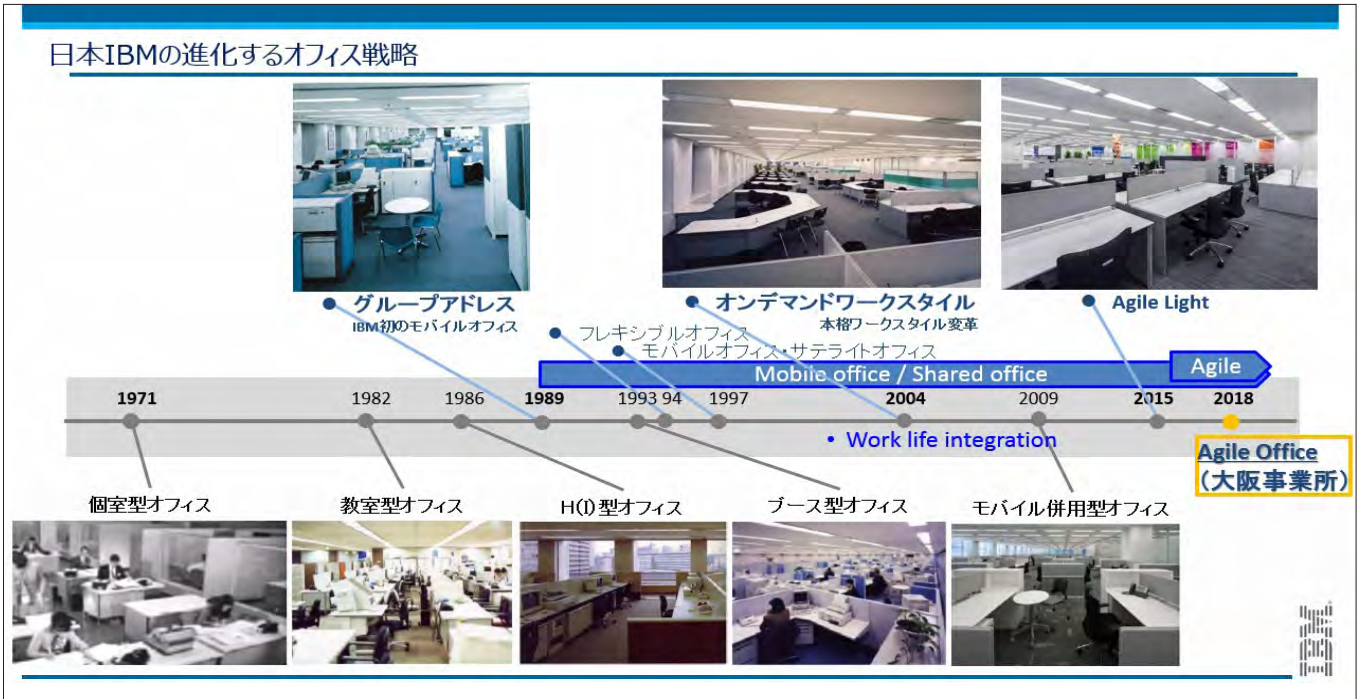 日本IBMの進化するオフィス戦略
グループアドレス
IBM初のモバイルオフィス
オンデマンドワークスタイル
本格ワークスタイル変革
Agile Light
フレキシブルオフィス
モバイルオフィス・サテライトオフィス
Mobile office / Shared office
Agile
1971 1982 1986 1989 1993 94 1997 2004 2009 2015 2018
• Work life integration
Agile Office
（大阪事業所）
個室型オフィス
教室型オフィス
H(I)型オフィス
ブース型オフィス
モバイル併用型オフィス
IBM